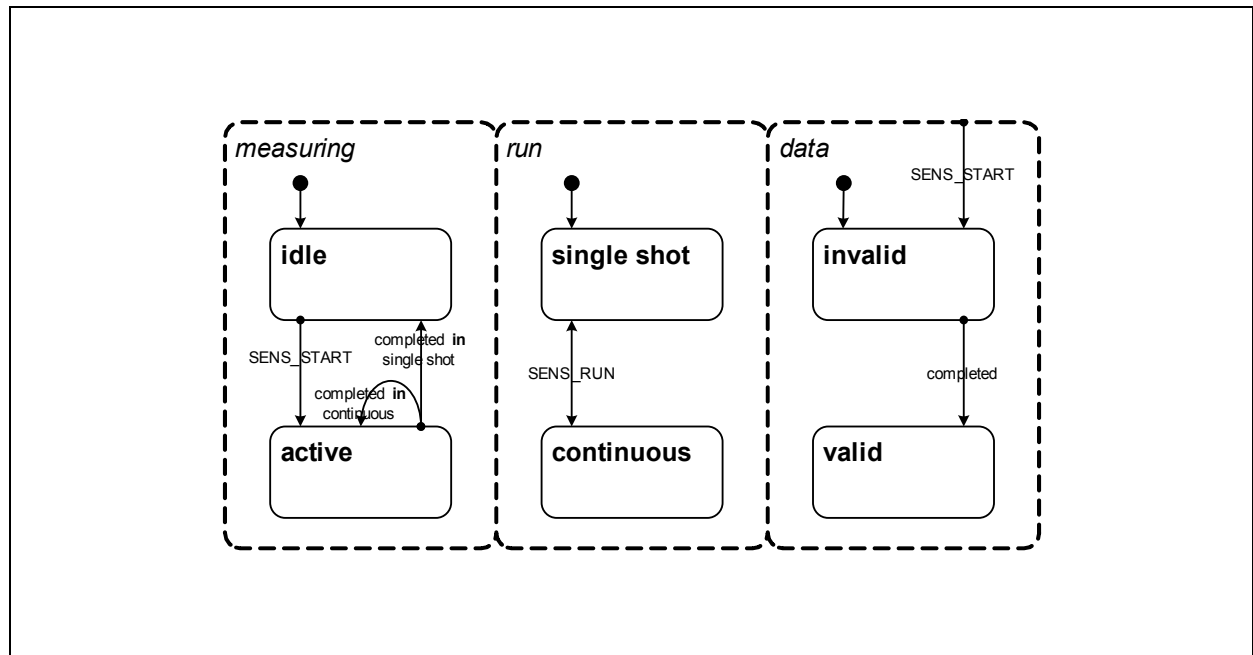 measuring
idle
SENS_START
completed in
single shot
completed in
continuous
active
run
single shot
SENS_RUN
continuous
data
SENS_START
invalid
completed
valid